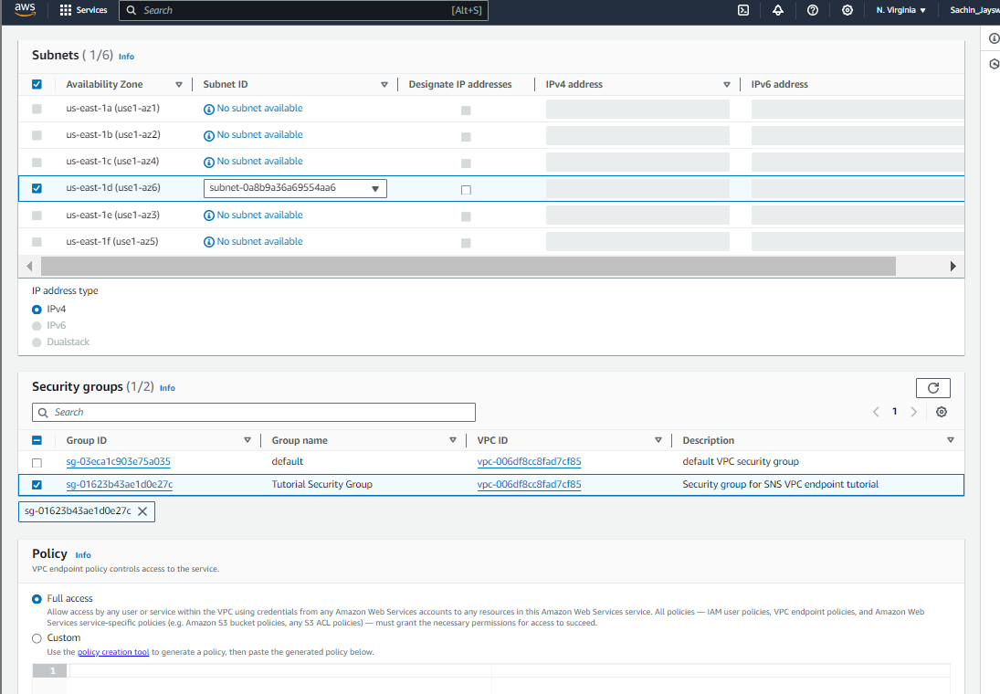 aws Services Search [Alt+S] N. Virginia Sachin_Jaysw
Subnets ( 1/6) Info
Availability Zone Subnet ID Designate IP addresses IPv4 address IPv6 address
us-east-1a (use1-az1) No subnet available
us-east-1b (use1-az2) No subnet available
us-east-1c (use1-az4) No subnet available
us-east-1d (use1-az6) subnet-0a8b9a36a69554aa6
us-east-1e (use1-az3) No subnet available
us-east-1f (use1-az5) No subnet available
IP address type
IPv4
IPv6
Dualstack
Security groups (1/2) Info
Search 1
Group ID Group name VPC ID Description
sg-03eca1c903e75a035 default vpc-006df8cc8fad7cf85 default VPC security group
sg-01623b43ae1d0e27c Tutorial Security Group vpc-006df8cc8fad7cf85 Security group for SNS VPC endpoint tutorial
sg-01623b43ae1d0e27c
Policy Info
VPC endpoint policy controls access to the service.
Full access
Allow access by any user or service within the VPC using credentials from any Amazon Web Services accounts to any resources in this Amazon Web Services service. All policies — IAM user policies, VPC endpoint policies, and Amazon Web
Services service-specific policies (e.g. Amazon S3 bucket policies, any S3 ACL policies) — must grant the necessary permissions for access to succeed.
Custom
Use the policy creation tool to generate a policy, then paste the generated policy below.
1